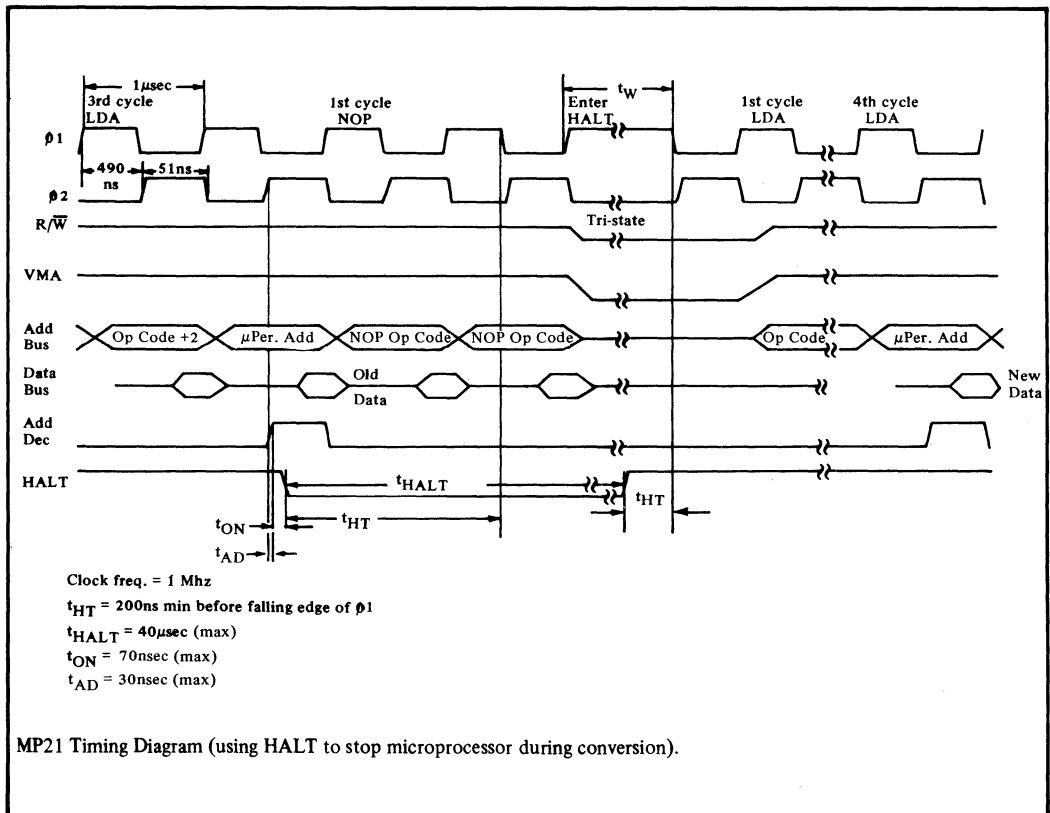 1µsec
tW
3rd cycle
LDA
1st cycle
NOP
Enter
HALT
1st cycle
LDA
4th cycle
LDA
ϕ1
490
ns
51ns
ϕ2
R/W̅
Tri-state
VMA
Add
Bus
Op Code +2
µPer. Add
NOP Op Code
NOP Op Code
Op Code
µPer. Add
Data
Bus
Old
Data
New
Data
Add
Dec
HALT
tHALT
tHT
tON
tHT
tAD
Clock freq. = 1 Mhz
tHT = 200ns min before falling edge of ϕ1
tHALT = 40µsec (max)
tON = 70nsec (max)
tAD = 30nsec (max)
MP21 Timing Diagram (using HALT to stop microprocessor during conversion).